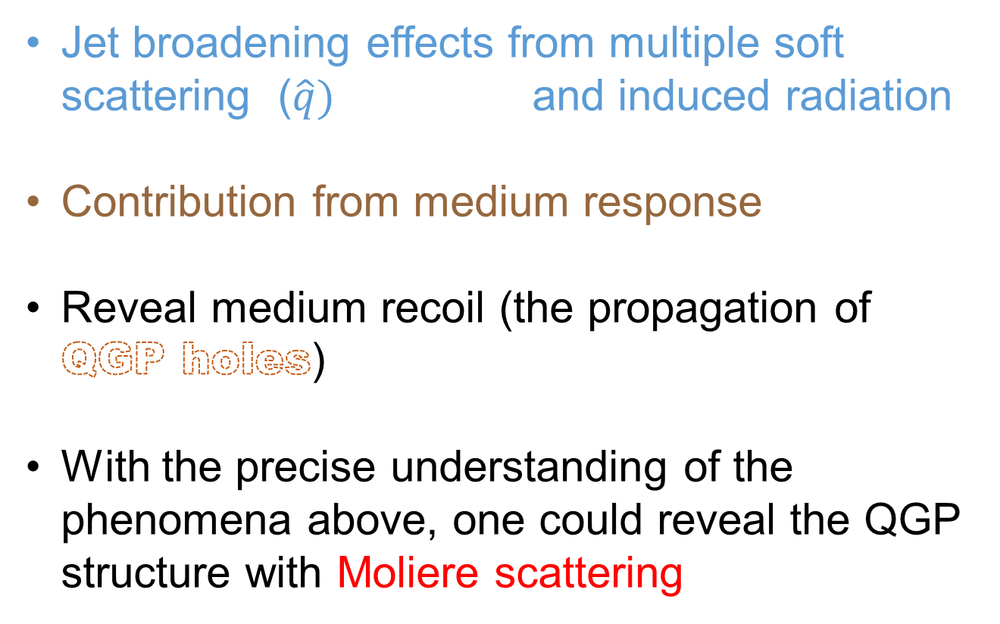 • Jet broadening effects from multiple soft
scattering (q̂) and induced radiation
• Contribution from medium response
• Reveal medium recoil (the propagation of
QGP holes)
• With the precise understanding of the
phenomena above, one could reveal the QGP
structure with Moliere scattering